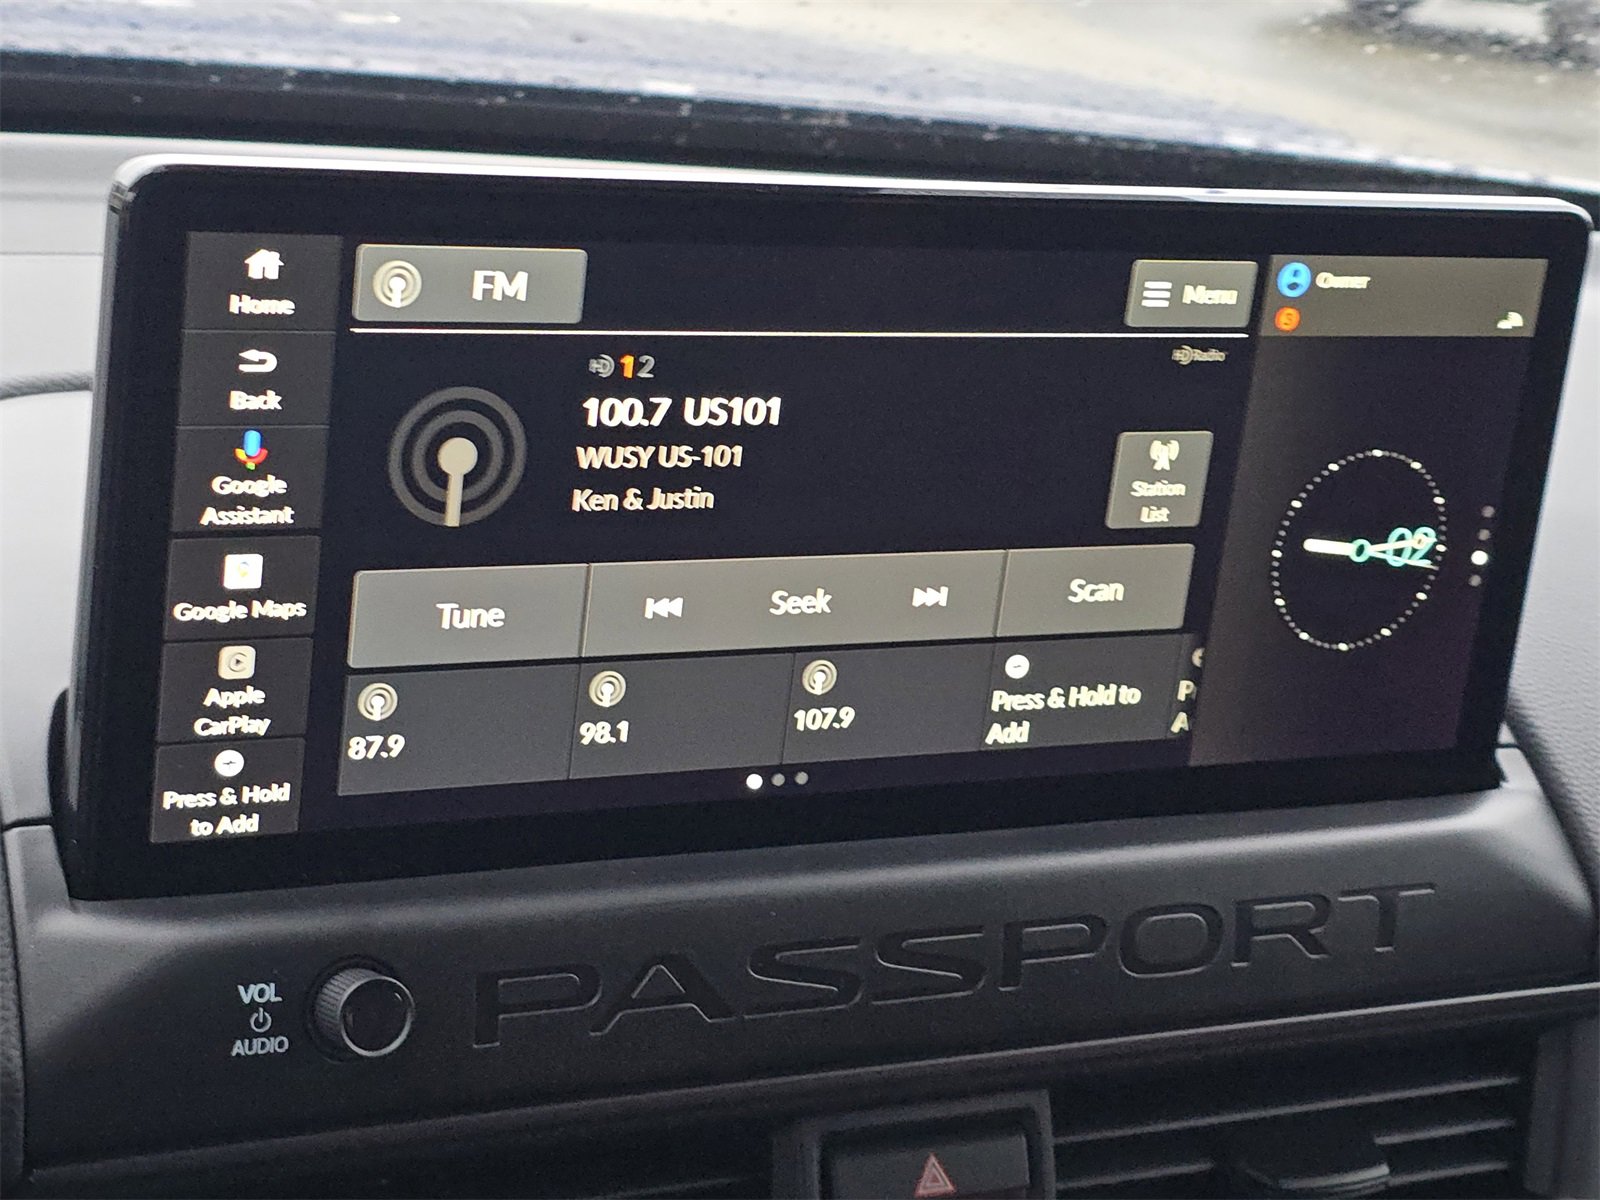 Home
Back
Google
Assistant
Google Maps
Apple
CarPlay
Press & Hold
to Add
FM
Menu
Owner
5
HD 1 2
HD Radio
100.7 US101
WUSY US-101
Ken & Justin
Station
List
02
Tune
Seek
Scan
87.9
98.1
107.9
Press & Hold to
Add
P
A
VOL
AUDIO
PASSPORT